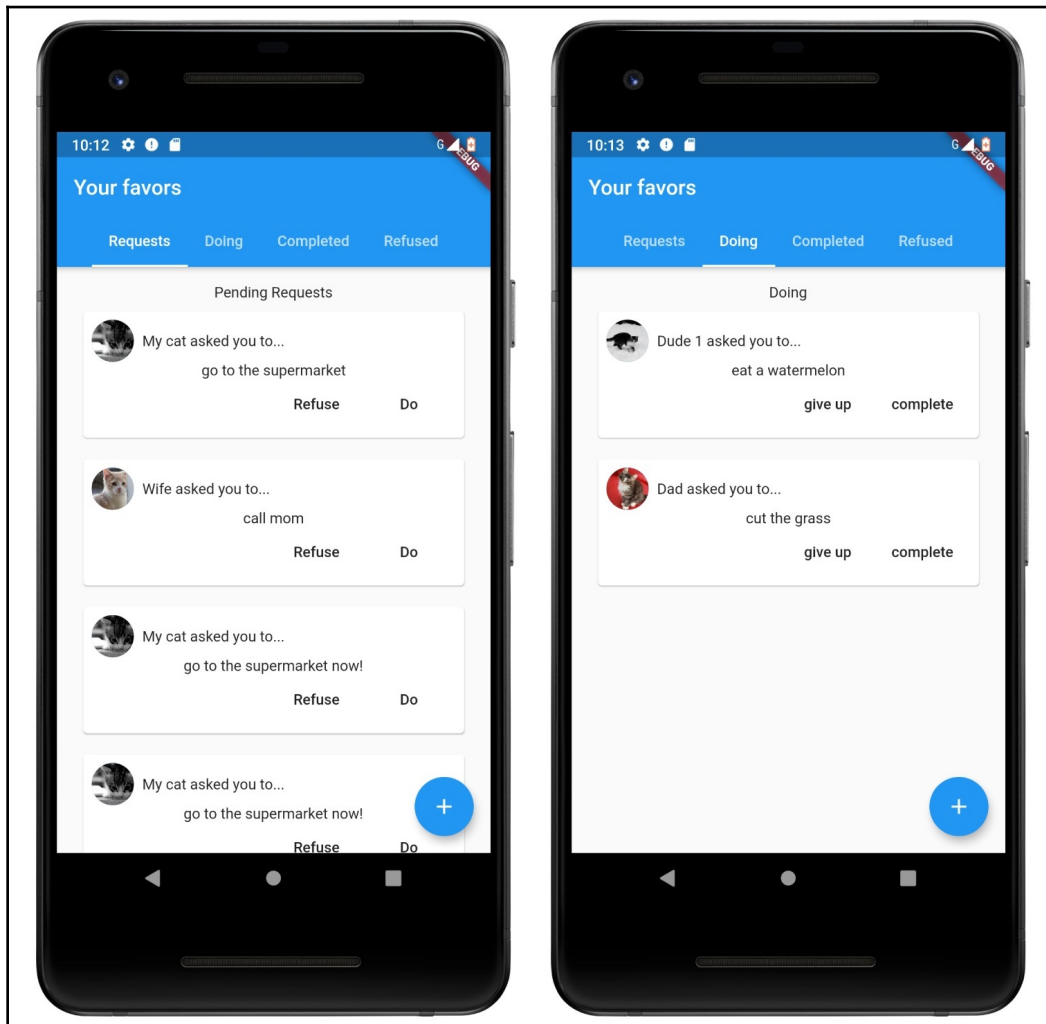 10:12 G
DEBUG
Your favors
Requests Doing Completed Refused
Pending Requests
My cat asked you to...
go to the supermarket
Refuse Do
Wife asked you to...
call mom
Refuse Do
My cat asked you to...
go to the supermarket now!
Refuse Do
My cat asked you to...
go to the supermarket now!
Refuse Do
10:13 G
EBUG
Your favors
Requests Doing Completed Refused
Doing
Dude 1 asked you to...
eat a watermelon
give up complete
Dad asked you to...
cut the grass
give up complete